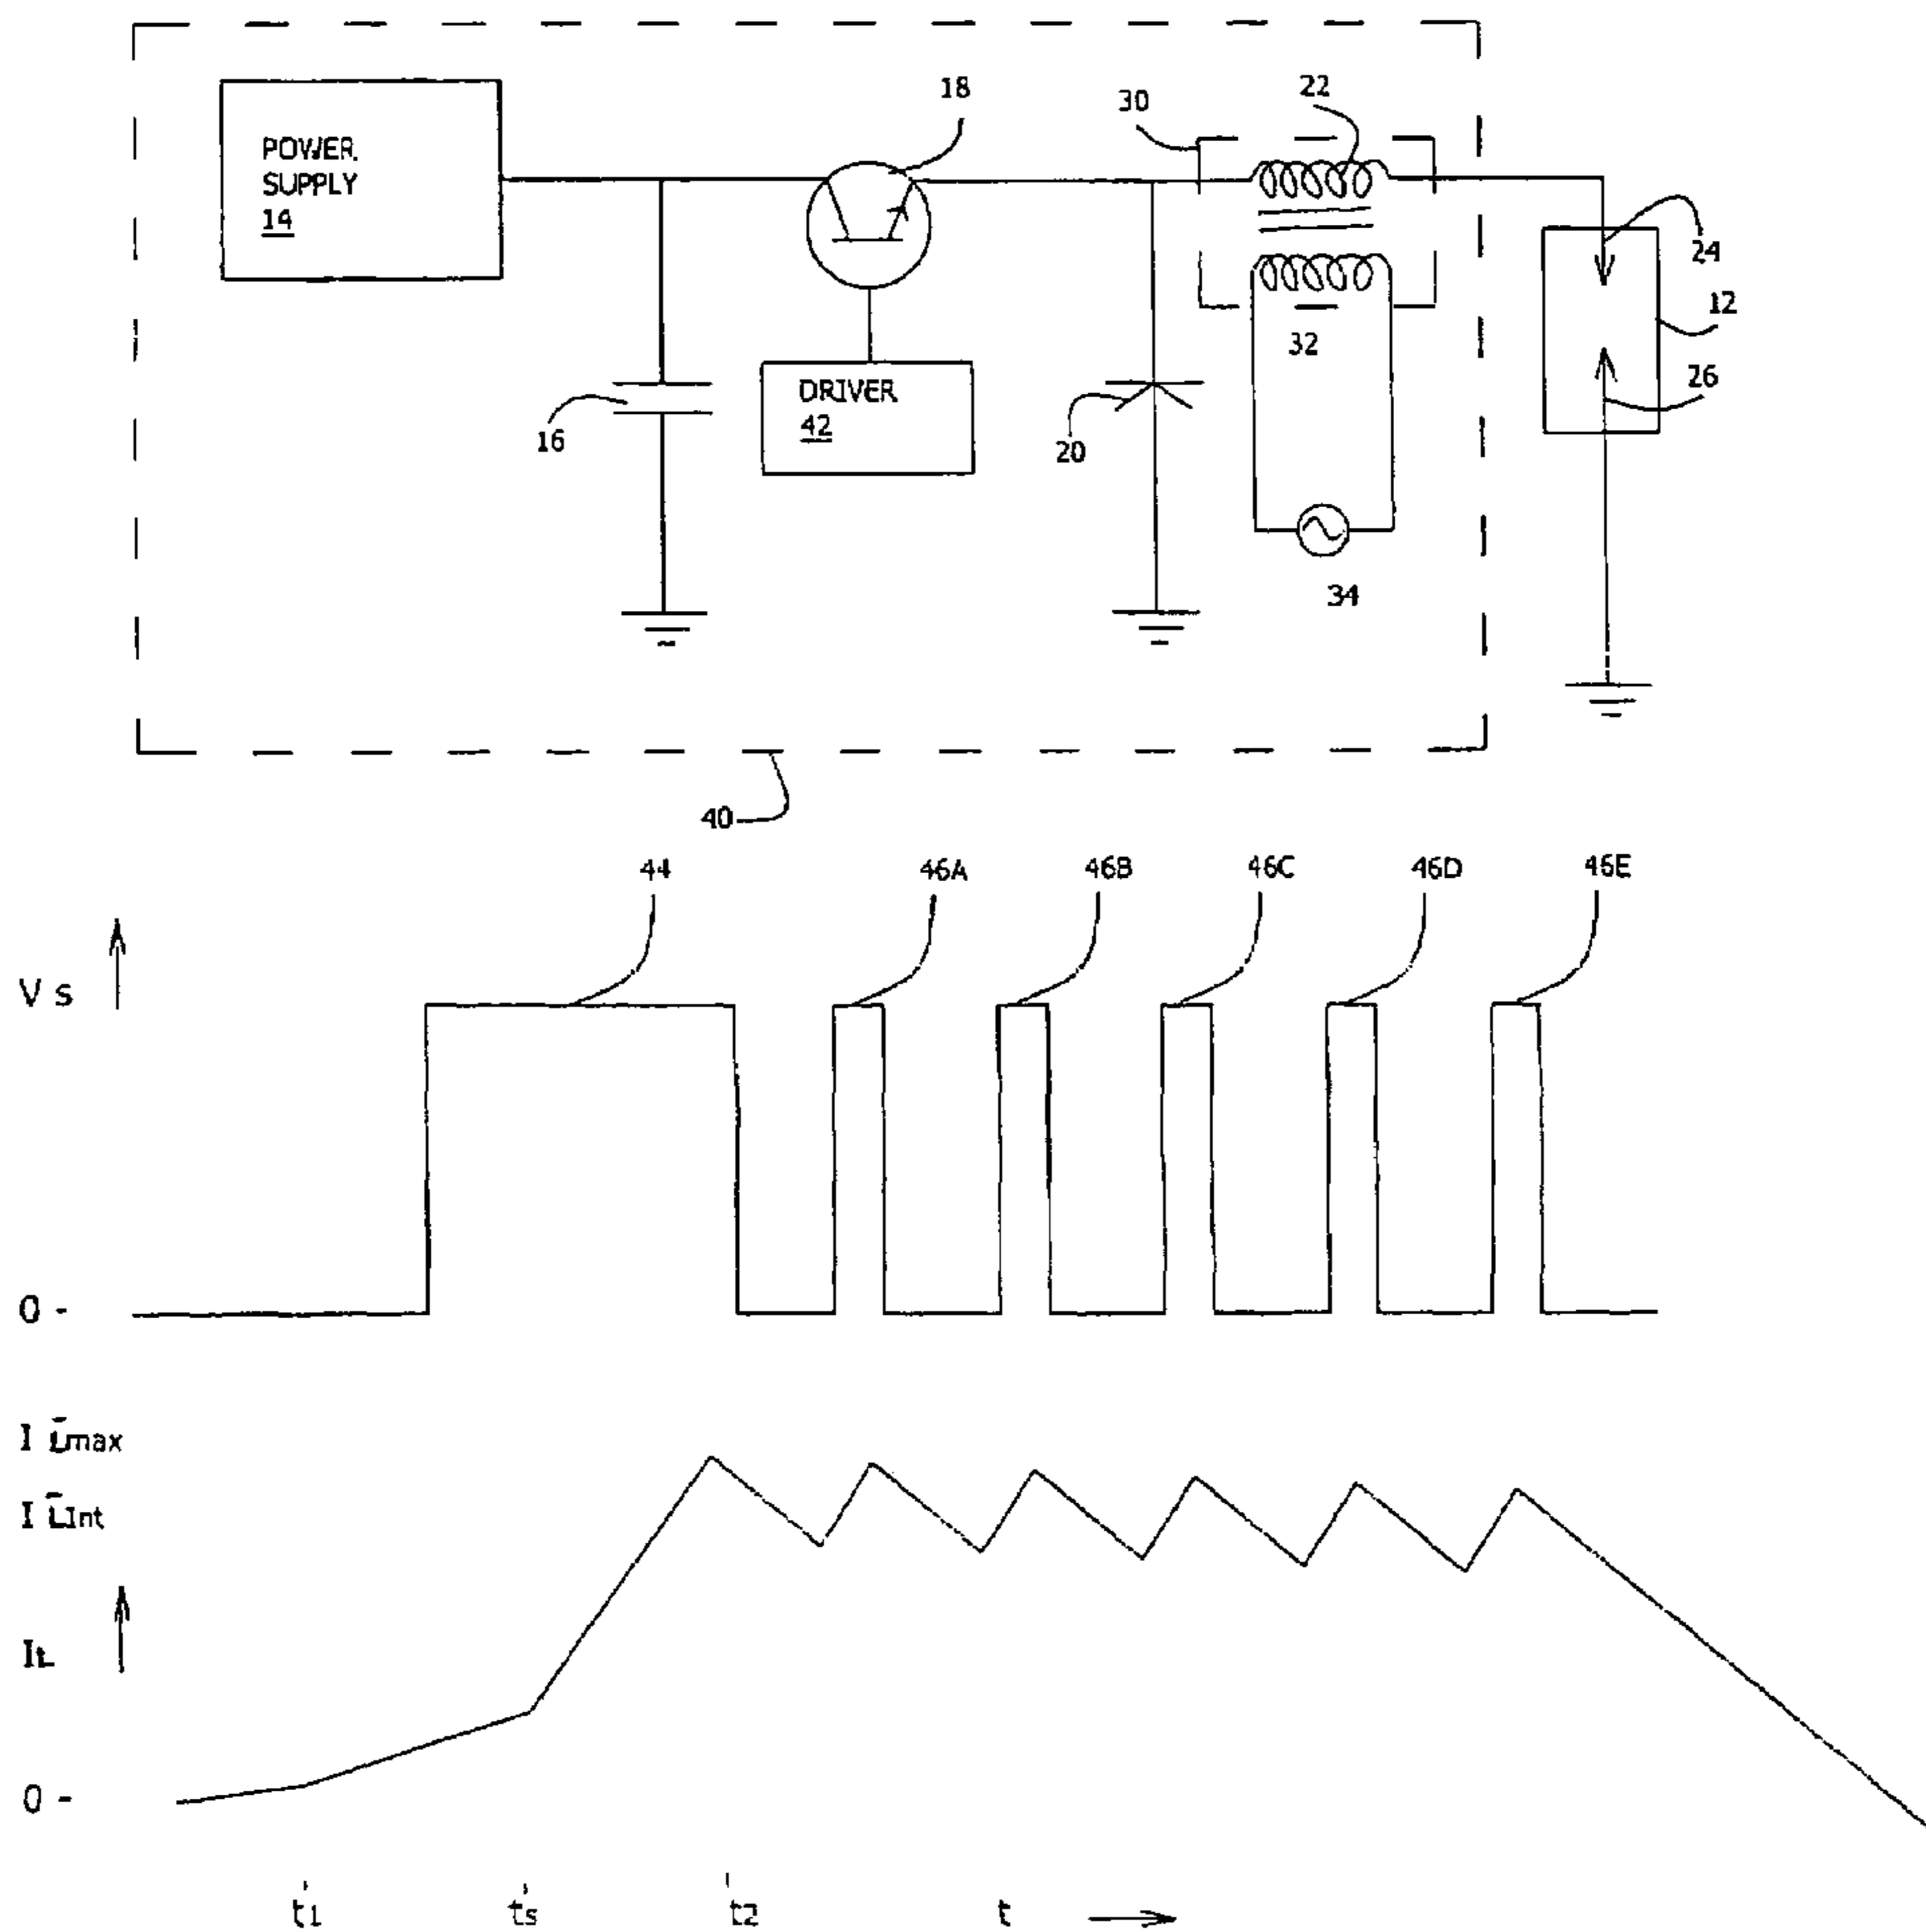 18
22
30
POWER
SUPPLY
14
24
12
32
26
DRIVER
42
16
20
34
40
44
46A
46B
46C
46D
46E
V S
0 -
I Lmax
I LInt
IL
0 -
t1
ts
t2
t